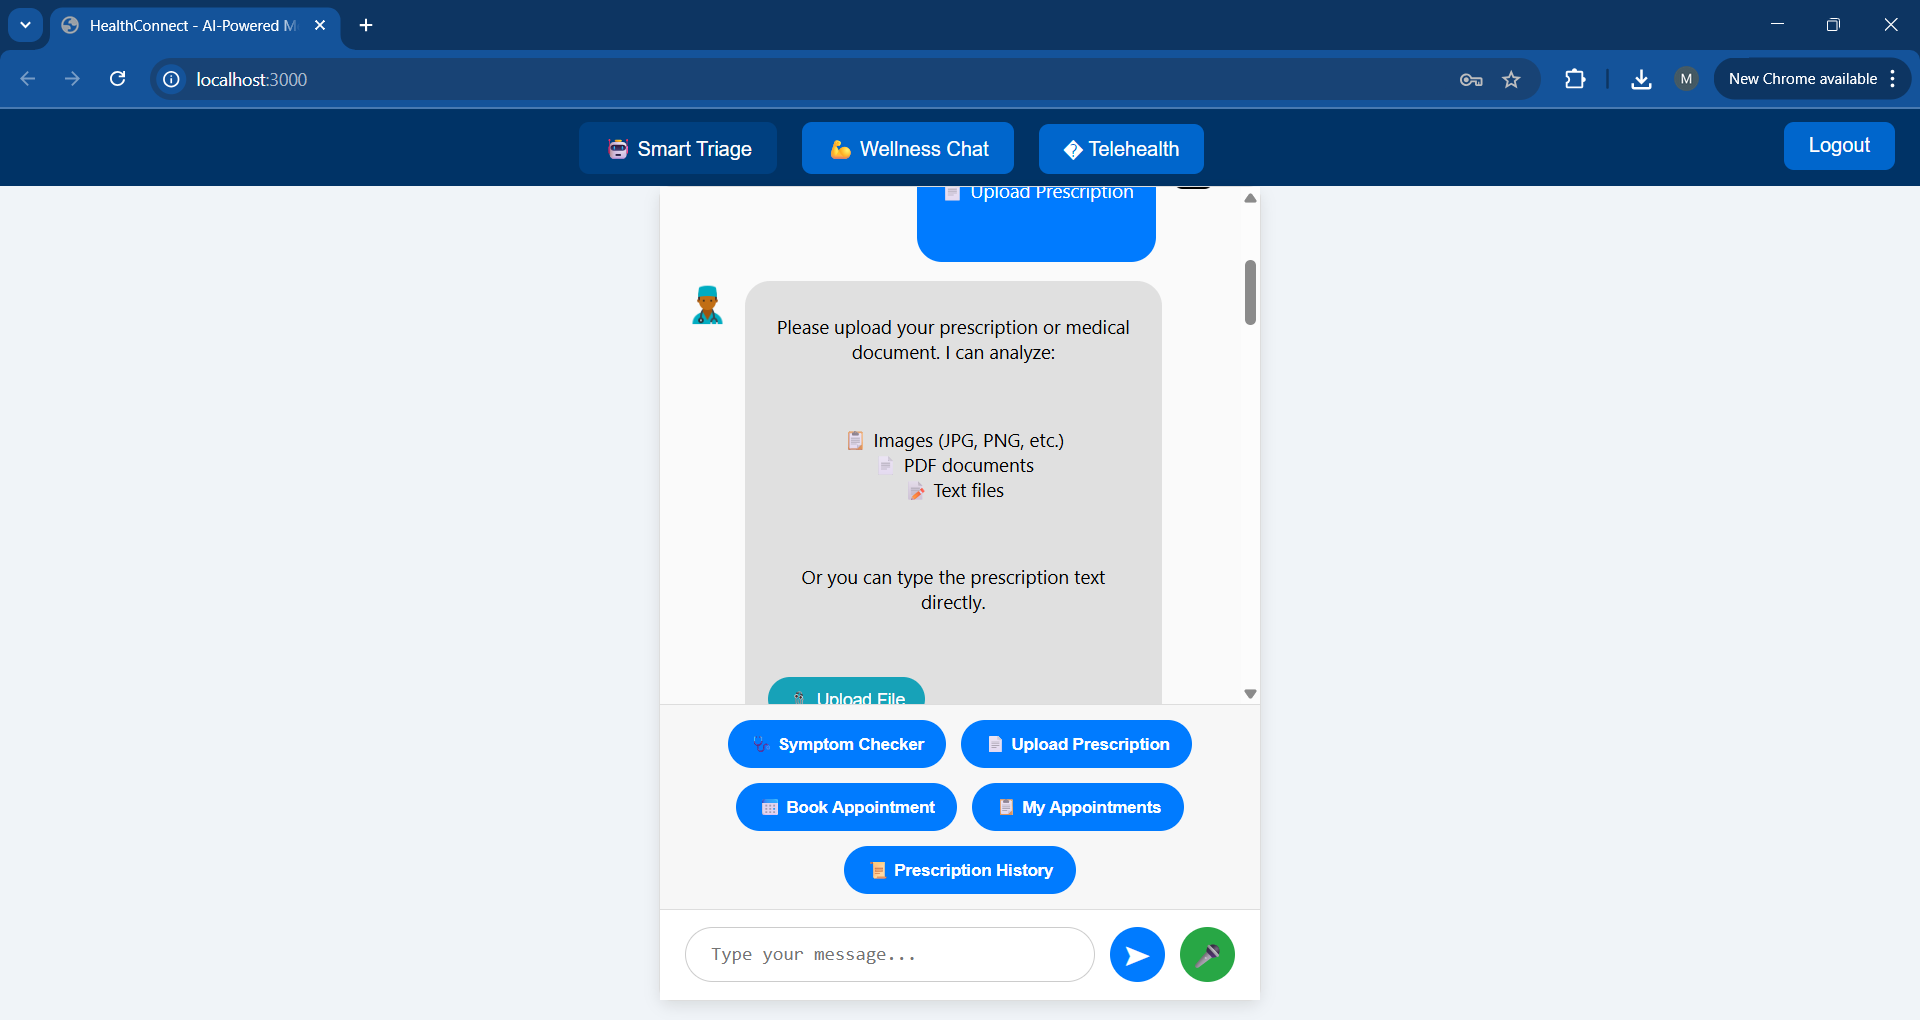 HealthConnect - AI-Powered M
localhost:3000
M
New Chrome available
🤖 Smart Triage
💪 Wellness Chat
� Telehealth
Logout
📄 Upload Prescription
Please upload your prescription or medical
document. I can analyze:
📋 Images (JPG, PNG, etc.)
📄 PDF documents
📝 Text files
Or you can type the prescription text
directly.
Upload File
🩺 Symptom Checker
📄 Upload Prescription
📅 Book Appointment
📋 My Appointments
📜 Prescription History
Type your message...